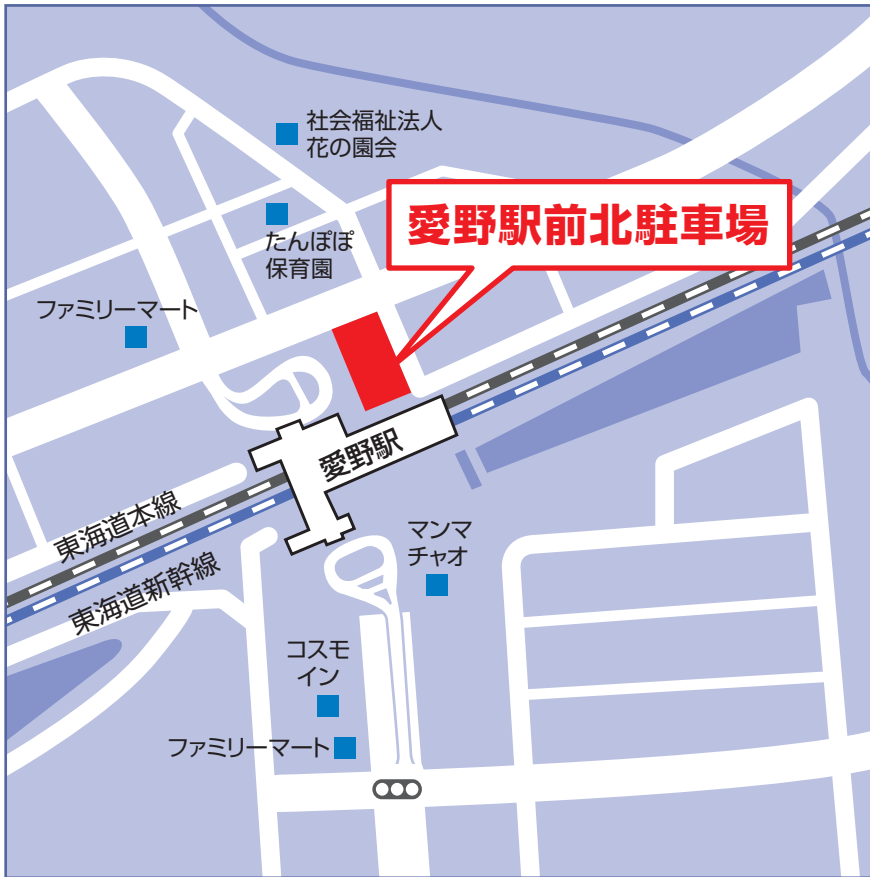 社会福祉法人
花の園会
たんぽぽ
保育園
愛野駅前北駐車場
ファミリーマート
愛野駅
東海道本線
東海道新幹線
マンマ
チャオ
コスモ
イン
ファミリーマート